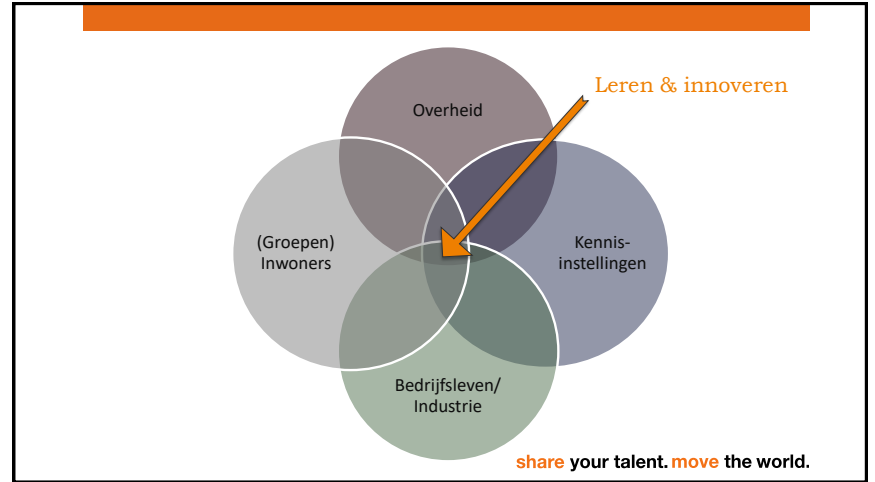 Leren & innoveren
Overheid
(Groepen)
Inwoners
Kennis-
instellingen
Bedrijfsleven/
Industrie
share your talent. move the world.